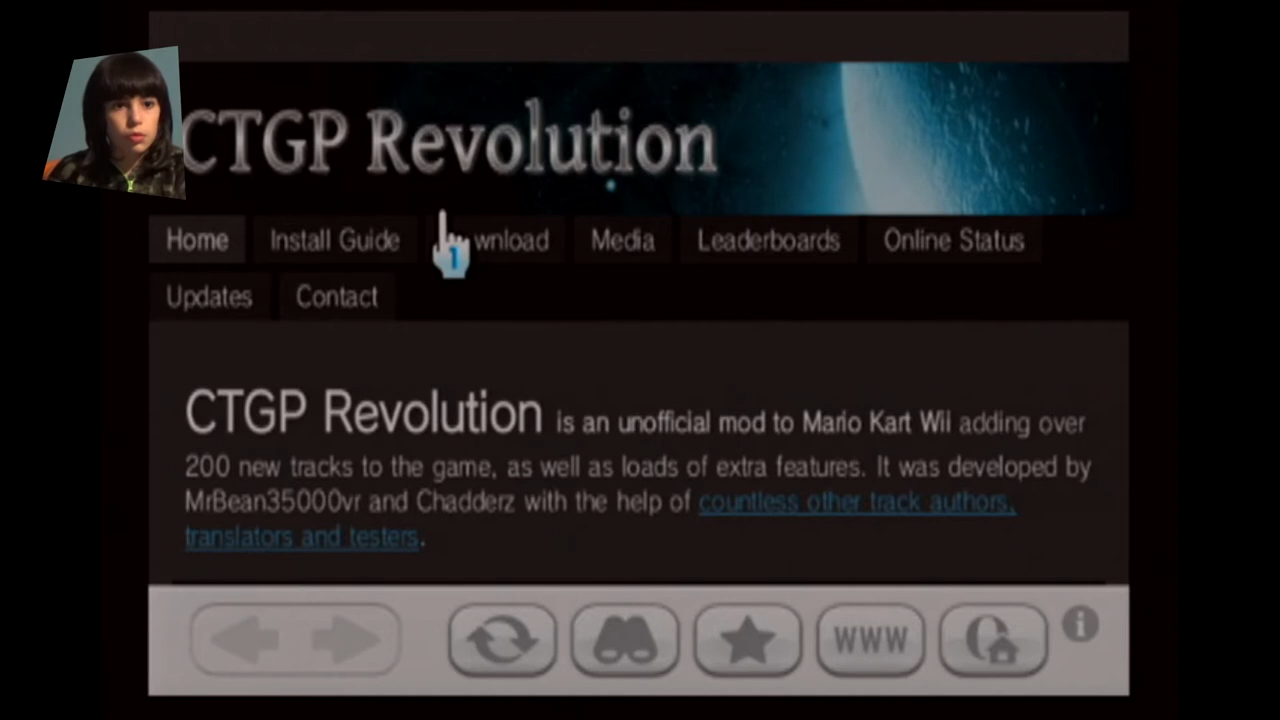 CTGP Revolution
Home Install Guide wnload Media Leaderboards Online Status
1
Updates Contact
CTGP Revolution is an unofficial mod to Mario Kart Wii adding over
200 new tracks to the game, as well as loads of extra features. It was developed by
MrBean35000vr and Chadderz with the help of countless other track authors,
translators and testers.
WWW i